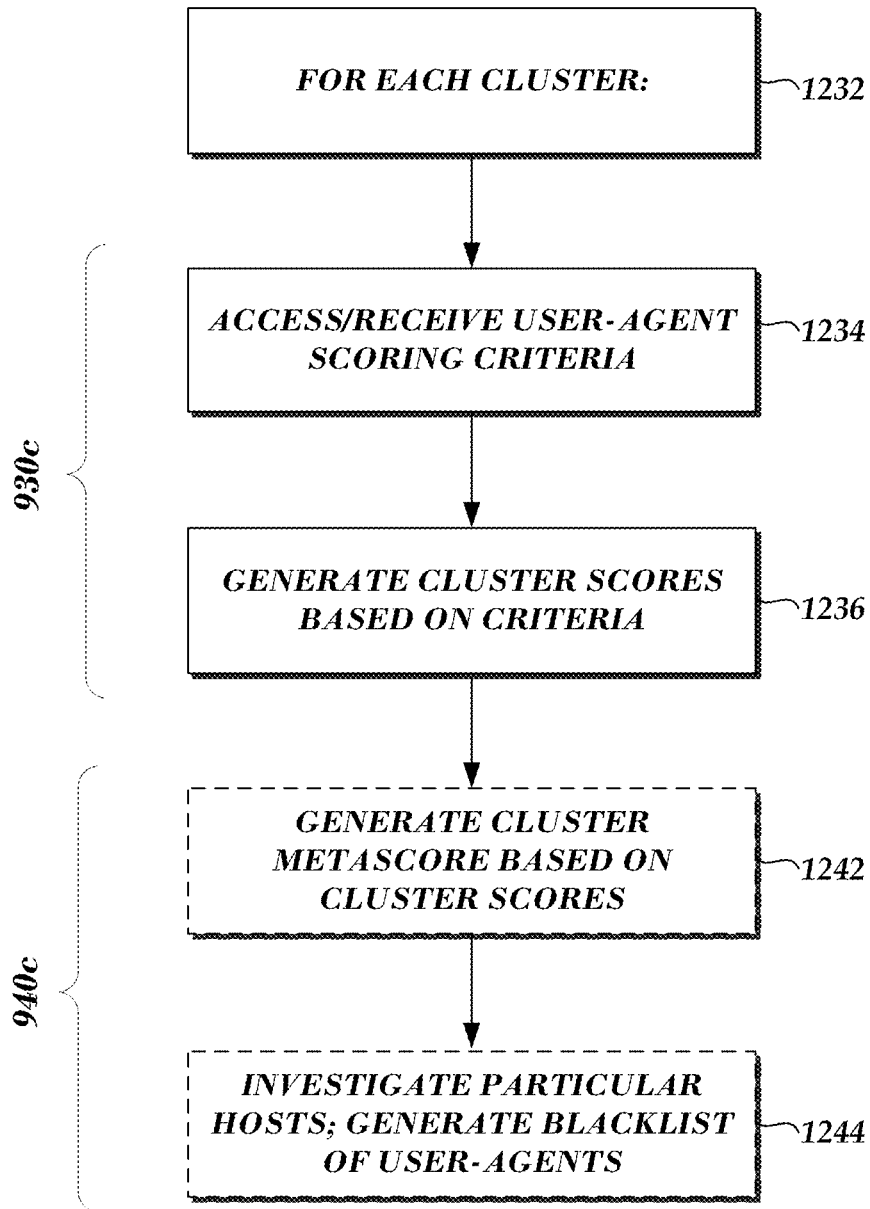 FOR EACH CLUSTER:
1232
930c
ACCESS/RECEIVE USER-AGENT
SCORING CRITERIA
1234
GENERATE CLUSTER SCORES
BASED ON CRITERIA
1236
940c
GENERATE CLUSTER
METASCORE BASED ON
CLUSTER SCORES
1242
INVESTIGATE PARTICULAR
HOSTS; GENERATE BLACKLIST
OF USER-AGENTS
1244